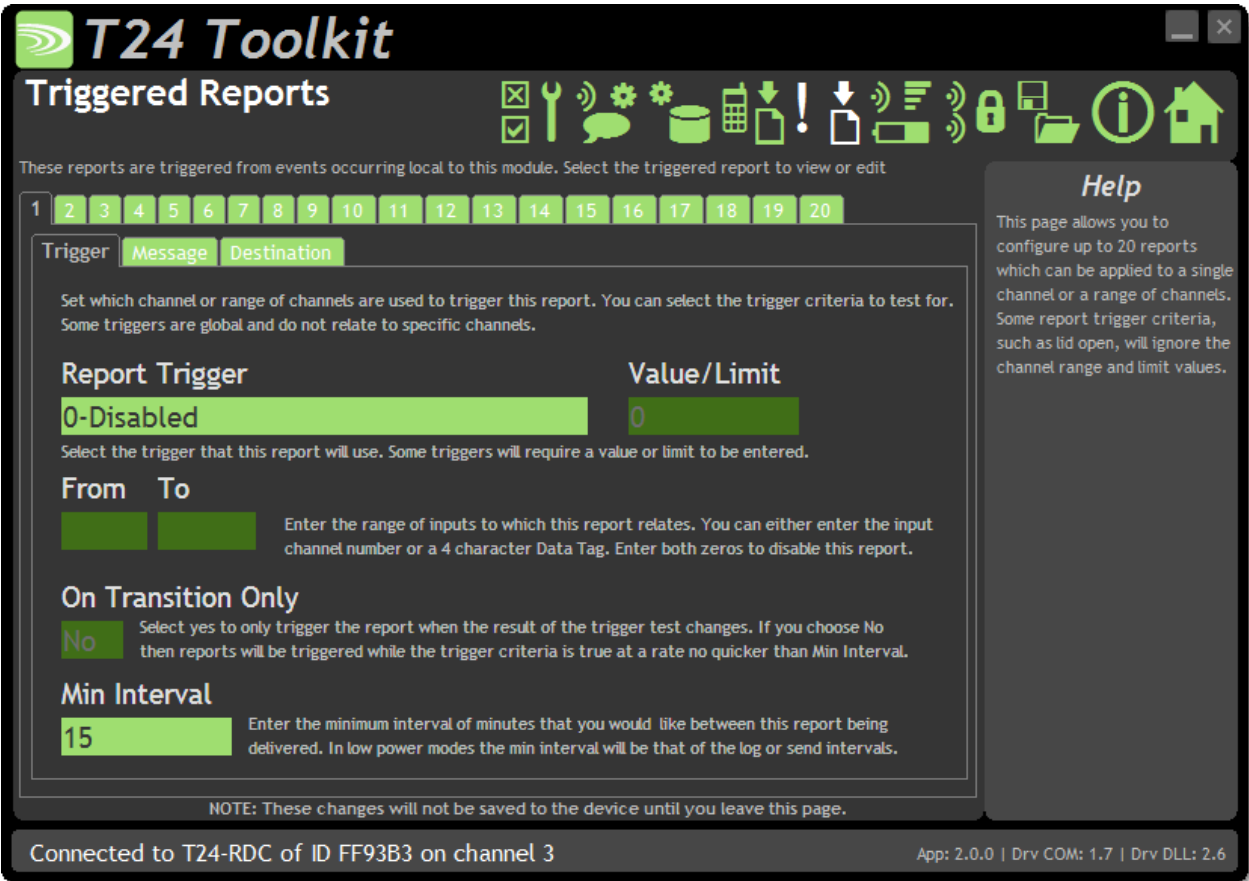 T24 Toolkit
Triggered Reports
These reports are triggered from events occurring local to this module. Select the triggered report to view or edit
1 2 3 4 5 6 7 8 9 10 11 12 13 14 15 16 17 18 19 20
Trigger Message Destination
Set which channel or range of channels are used to trigger this report. You can select the trigger criteria to test for.
Some triggers are global and do not relate to specific channels.
Report Trigger Value/Limit
0-Disabled 0
Select the trigger that this report will use. Some triggers will require a value or limit to be entered.
From To
Enter the range of inputs to which this report relates. You can either enter the input
channel number or a 4 character Data Tag. Enter both zeros to disable this report.
On Transition Only
No
Select yes to only trigger the report when the result of the trigger test changes. If you choose No
then reports will be triggered while the trigger criteria is true at a rate no quicker than Min Interval.
Min Interval
15
Enter the minimum interval of minutes that you would like between this report being
delivered. In low power modes the min interval will be that of the log or send intervals.
NOTE: These changes will not be saved to the device until you leave this page.
Help
This page allows you to
configure up to 20 reports
which can be applied to a single
channel or a range of channels.
Some report trigger criteria,
such as lid open, will ignore the
channel range and limit values.
Connected to T24-RDC of ID FF93B3 on channel 3
App: 2.0.0 | Drv COM: 1.7 | Drv DLL: 2.6